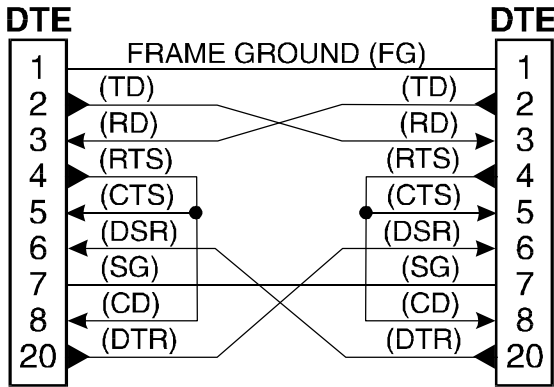 DTE DTE
1 FRAME GROUND (FG) 1
2 (TD) (TD) 2
3 (RD) (RD) 3
4 (RTS) (RTS) 4
5 (CTS) (CTS) 5
6 (DSR) (DSR) 6
7 (SG) (SG) 7
8 (CD) (CD) 8
20 (DTR) (DTR) 20